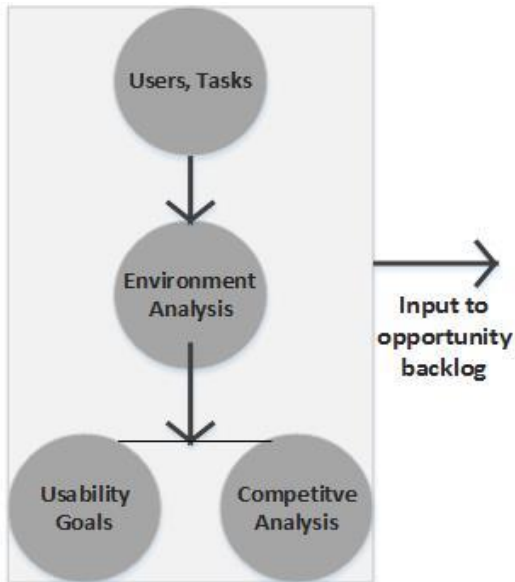 Users, Tasks
Environment
Analysis
Input to
opportunity
backlog
Usability
Goals
Competitve
Analysis